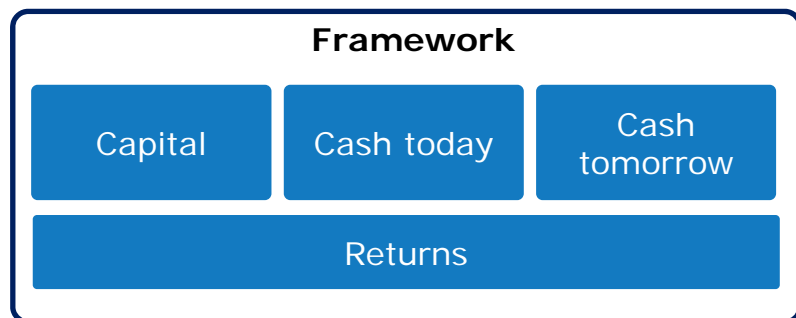 Framework
Capital
Cash today
Cash
tomorrow
Returns